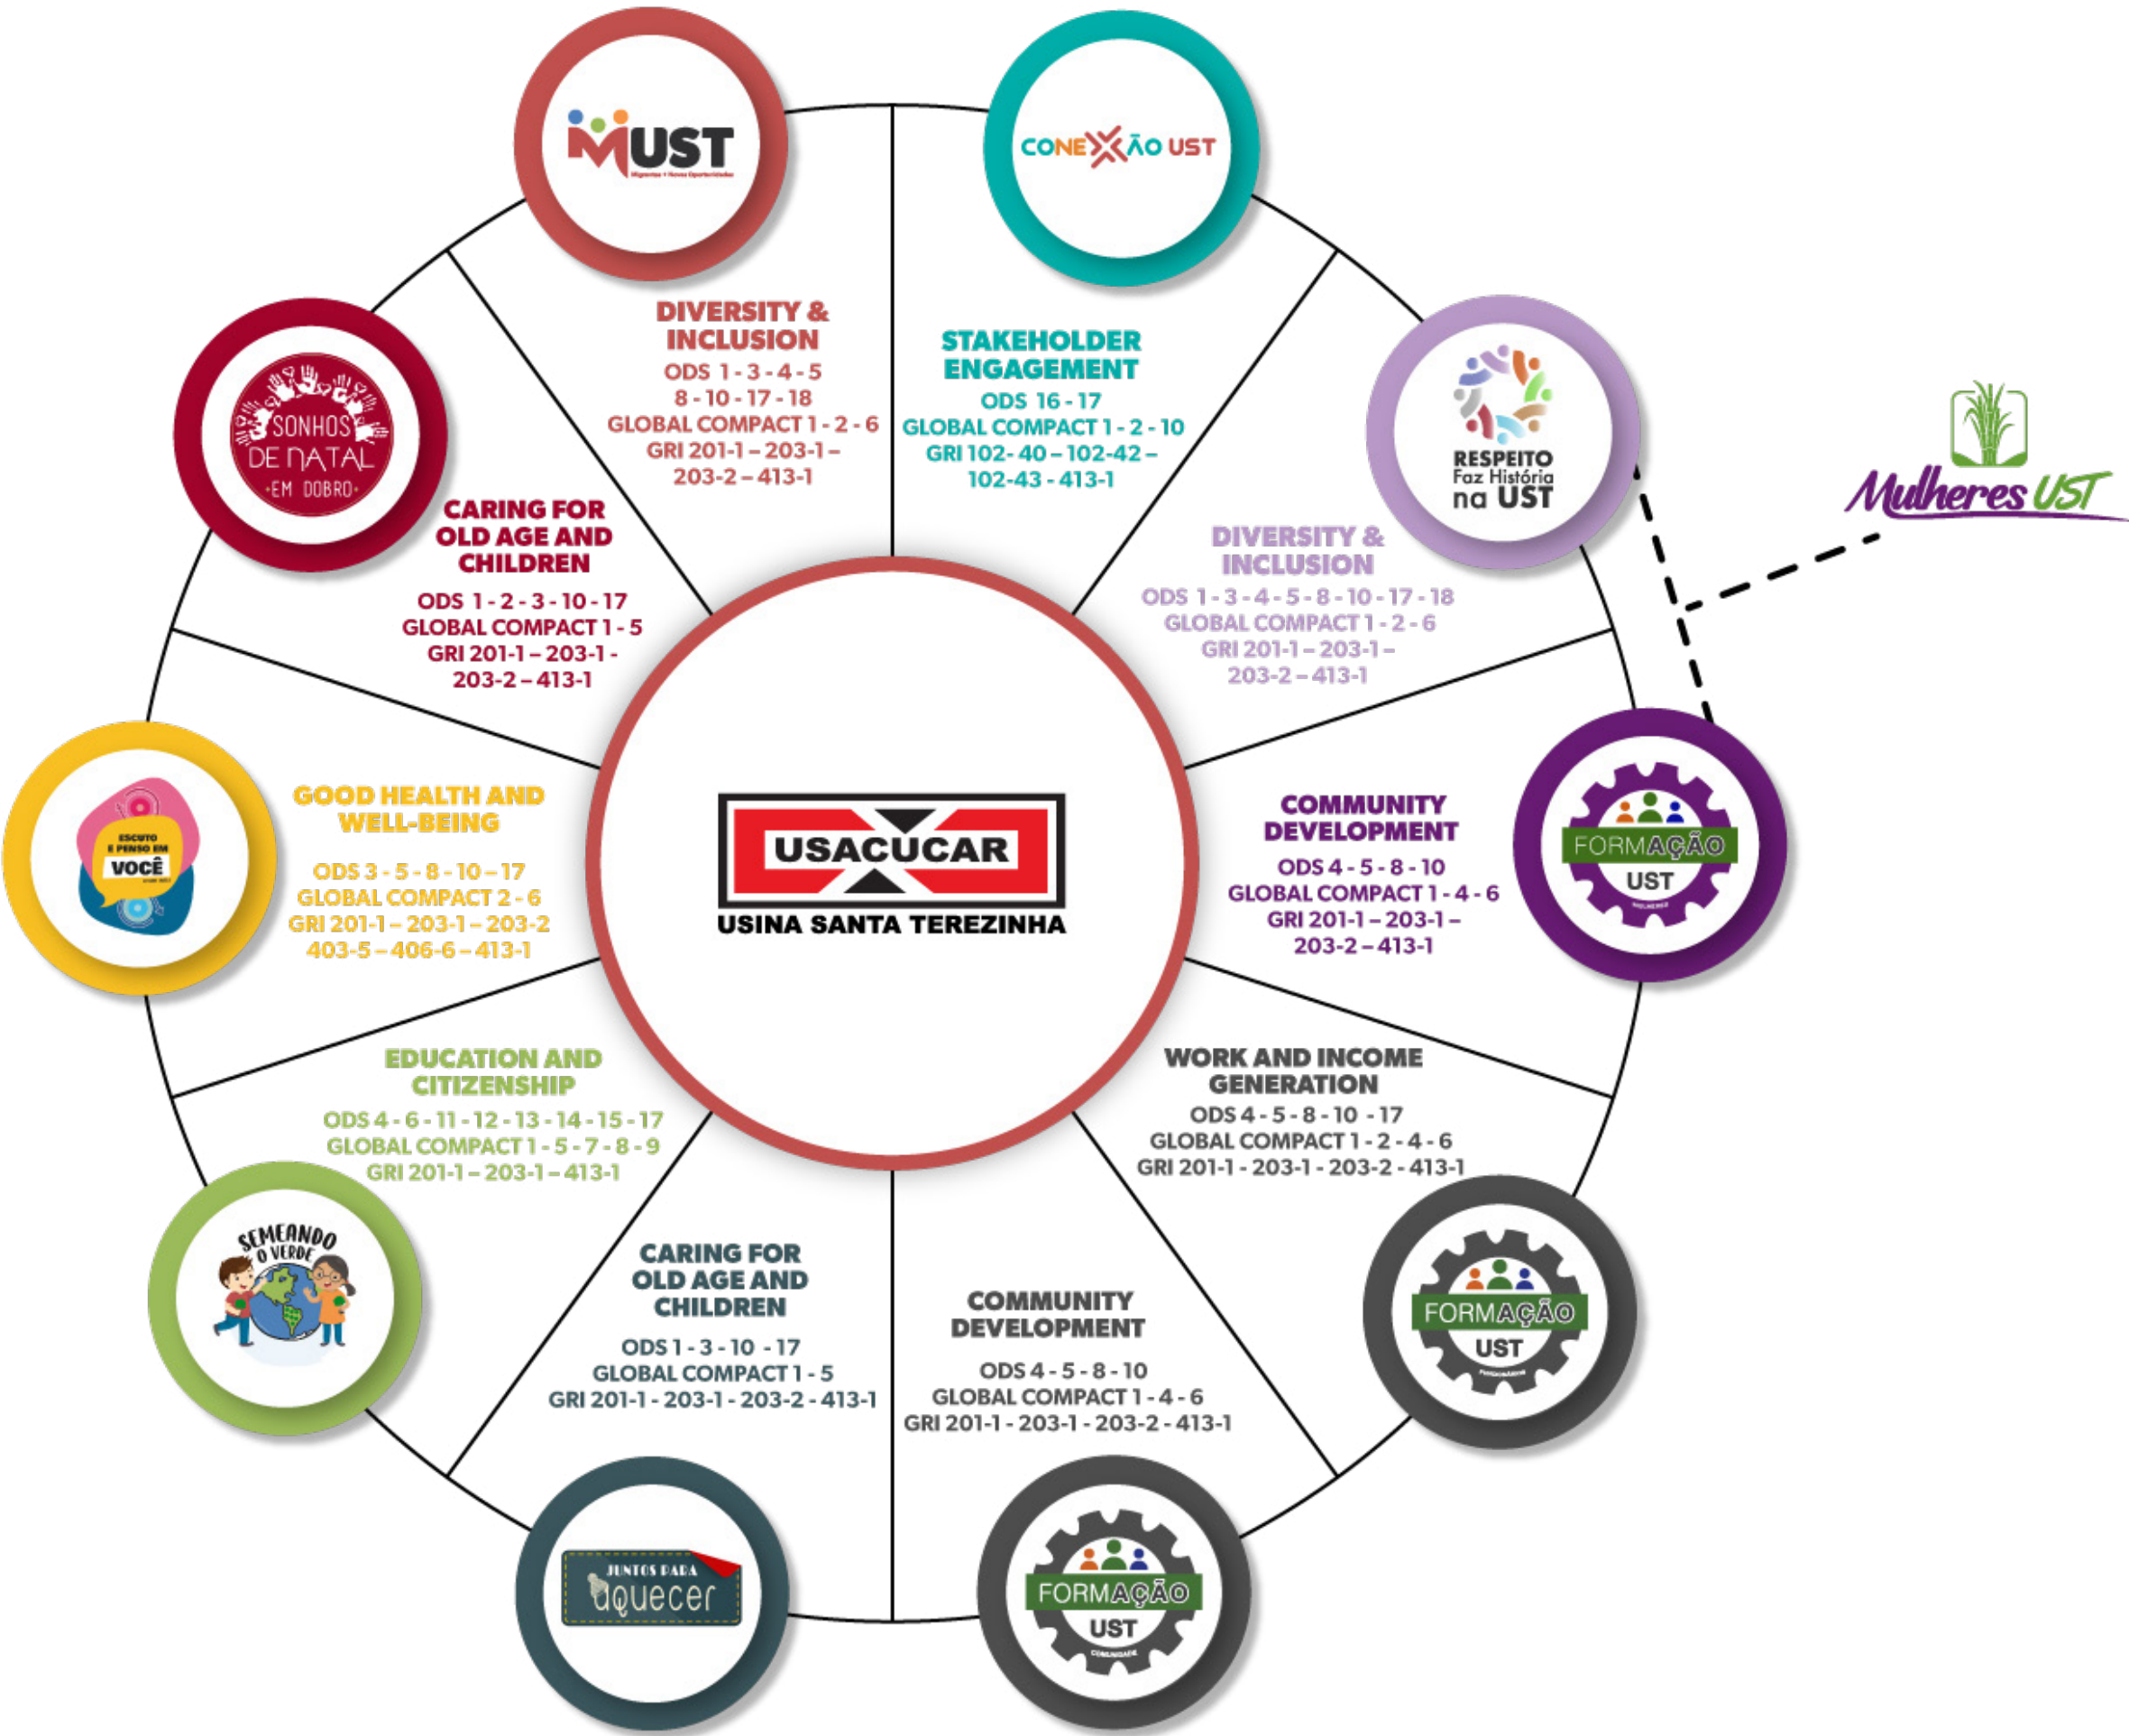 MUST
Migrantes + Novas Oportunidades
DIVERSITY &
INCLUSION
ODS 1 - 3 - 4 - 5
8 - 10 - 17 - 18
GLOBAL COMPACT 1 - 2 - 6
GRI 201-1 – 203-1 –
203-2 – 413-1
CONEXÃO UST
STAKEHOLDER
ENGAGEMENT
ODS 16 - 17
GLOBAL COMPACT 1 - 2 - 10
GRI 102- 40 – 102-42 –
102-43 - 413-1
RESPEITO
Faz História
na UST
DIVERSITY &
INCLUSION
ODS 1 - 3 - 4 - 5 - 8 - 10 - 17 - 18
GLOBAL COMPACT 1 - 2 - 6
GRI 201-1 – 203-1 –
203-2 – 413-1
Mulheres UST
FORMAÇÃO
UST
MULHERES
COMMUNITY
DEVELOPMENT
ODS 4 - 5 - 8 - 10
GLOBAL COMPACT 1 - 4 - 6
GRI 201-1 – 203-1 –
203-2 – 413-1
WORK AND INCOME
GENERATION
ODS 4 - 5 - 8 - 10 - 17
GLOBAL COMPACT 1 - 2 - 4 - 6
GRI 201-1 - 203-1 - 203-2 - 413-1
FORMAÇÃO
UST
COMMUNITY
DEVELOPMENT
ODS 4 - 5 - 8 - 10
GLOBAL COMPACT 1 - 4 - 6
GRI 201-1 - 203-1 - 203-2 - 413-1
FORMAÇÃO
UST
COMUNIDADE
CARING FOR
OLD AGE AND
CHILDREN
ODS 1 - 3 - 10 - 17
GLOBAL COMPACT 1 - 5
GRI 201-1 - 203-1 - 203-2 - 413-1
JUNTOS PARA
aquecer
EDUCATION AND
CITIZENSHIP
ODS 4 - 6 - 11 - 12 - 13 - 14 - 15 - 17
GLOBAL COMPACT 1 - 5 - 7 - 8 - 9
GRI 201-1 – 203-1 – 413-1
SEMEANDO
O VERDE
ESCUTO
E PENSO EM
VOCÊ
GOOD HEALTH AND
WELL-BEING
ODS 3 - 5 - 8 - 10 – 17
GLOBAL COMPACT 2 - 6
GRI 201-1 – 203-1 – 203-2
403-5 – 406-6 – 413-1
SONHOS
DE NATAL
• EM DOBRO •
CARING FOR
OLD AGE AND
CHILDREN
ODS 1 - 2 - 3 - 10 - 17
GLOBAL COMPACT 1 - 5
GRI 201-1 – 203-1 -
203-2 – 413-1
USACUCAR
USINA SANTA TEREZINHA